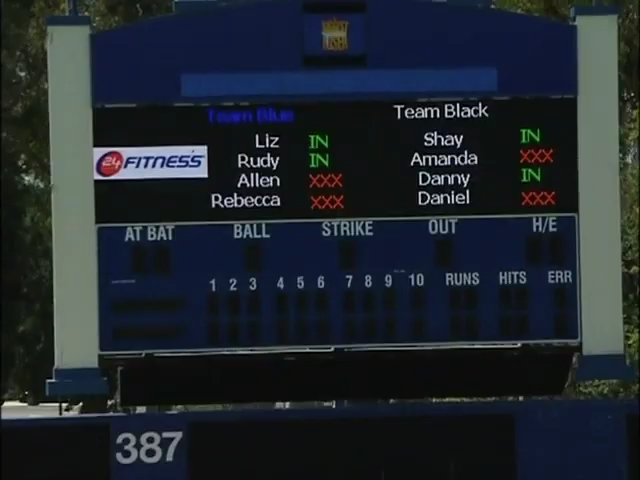 Team Blue Team Black
Liz IN Shay IN
24 FITNESS Rudy IN Amanda XXX
Allen XXX Danny IN
Rebecca XXX Daniel XXX
AT BAT BALL STRIKE OUT H/E
1 2 3 4 5 6 7 8 9 10 RUNS HITS ERR
387